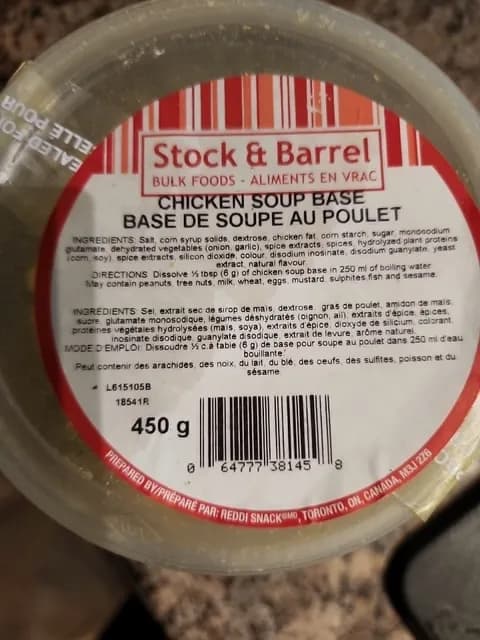 Stock & Barrel
BULK FOODS - ALIMENTS EN VRAC
CHICKEN SOUP BASE
BASE DE SOUPE AU POULET
INGREDIENTS: Salt, corn syrup solids, dextrose, chicken fat, corn starch, sugar, monosodium
glutamate, dehydrated vegetables (onion, garlic), spice extracts, spices, hydrolyzed plant proteins
(corn, soy), spice extracts, silicon dioxide, colour, disodium inosinate, disodium guanylate, yeast
extract, natural flavour.
DIRECTIONS: Dissolve ½ tbsp (6 g) of chicken soup base in 250 ml of boiling water
May contain peanuts, tree nuts, milk, wheat, eggs, mustard, sulphites, fish and sesame.
INGREDIENTS: Sel, extrait sec de sirop de maïs, dextrose, gras de poulet, amidon de maïs,
sucre, glutamate monosodique, légumes déshydratés (oignon, ail), extraits d'épice, épices,
protéines végétales hydrolysées (maïs, soya), extraits d'épice, dioxyde de silicium, colorant,
inosinate disodique, guanylate disodique, extrait de levure, arôme naturel.
MODE D'EMPLOI: Dissoudre ½ c.à table (6 g) de base pour soupe au poulet dans 250 ml d'eau
bouillante.
Peut contenir des arachides, des noix, du lait, du blé, des oeufs, des sulfites, poisson et du
sésame.
L615105B
18541R
450 g
0 64777 38145 8
PREPARED BY/PRÉPARÉ PAR: REDDI SNACK, TORONTO, ON, CANADA, M3J 2Z6
ELLE POUR